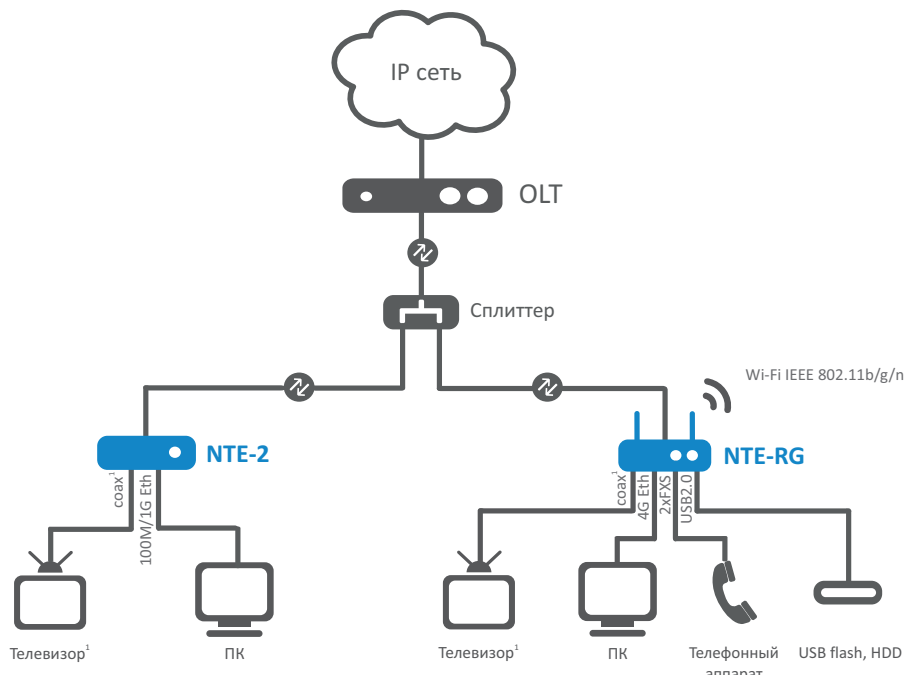 IP сеть
OLT
Сплиттер
Wi-Fi IEEE 802.11b/g/n
NTE-2
NTE-RG
coax¹
100M/1G Eth
coax¹
4G Eth
2xFXS
USB2.0
Телевизор¹
ПК
Телевизор¹
ПК
Телефонный
аппарат
USB flash, HDD